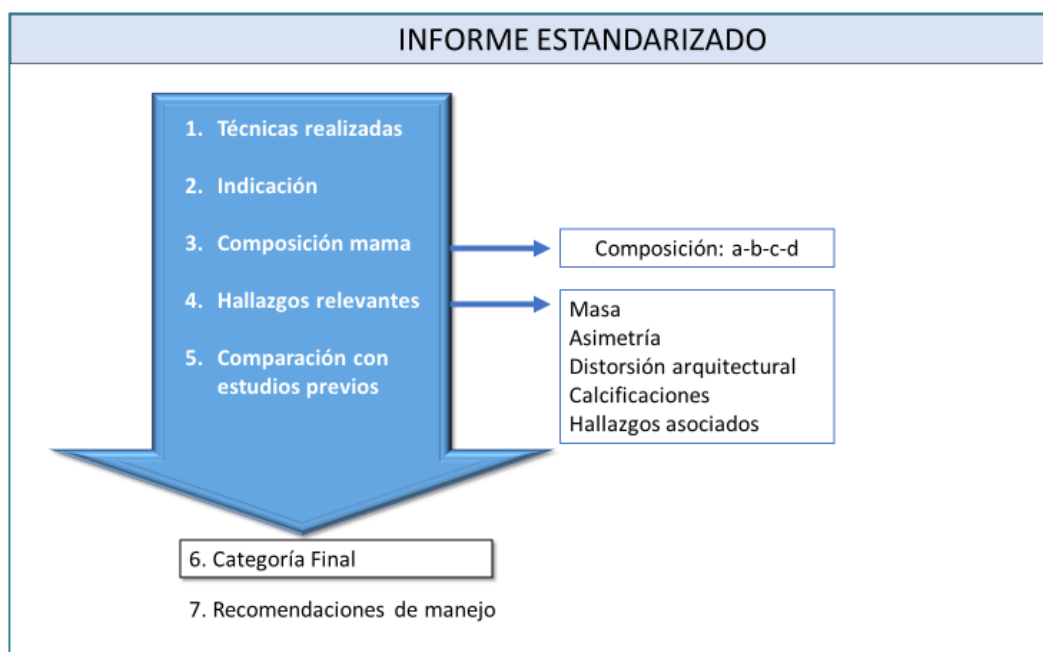 INFORME ESTANDARIZADO
1. Técnicas realizadas
2. Indicación
3. Composición mama
Composición: a-b-c-d
4. Hallazgos relevantes
Masa
Asimetría
Distorsión arquitectural
Calcificaciones
Hallazgos asociados
5. Comparación con
estudios previos
6. Categoría Final
7. Recomendaciones de manejo